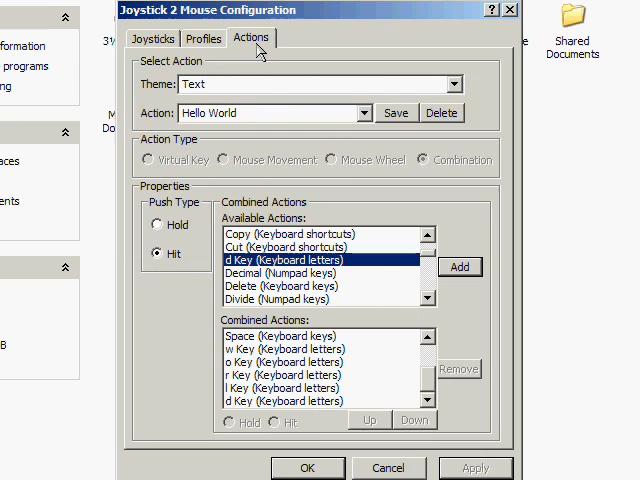 Joystick 2 Mouse Configuration
Joysticks Profiles Actions
Select Action
Theme: Text
Action: Hello World Save Delete
Action Type
Virtual Key Mouse Movement Mouse Wheel Combination
Properties
Push Type
Hold
Hit
Combined Actions
Available Actions:
Copy (Keyboard shortcuts)
Cut (Keyboard shortcuts)
d Key (Keyboard letters)
Decimal (Numpad keys)
Delete (Keyboard keys)
Divide (Numpad keys)
Add
Combined Actions:
Space (Keyboard keys)
w Key (Keyboard letters)
o Key (Keyboard letters)
r Key (Keyboard letters)
l Key (Keyboard letters)
d Key (Keyboard letters)
Remove
Hold Hit Up Down
OK Cancel Apply
Shared
Documents
formation
programs
ng
aces
ents
B
31/
M
Do
e